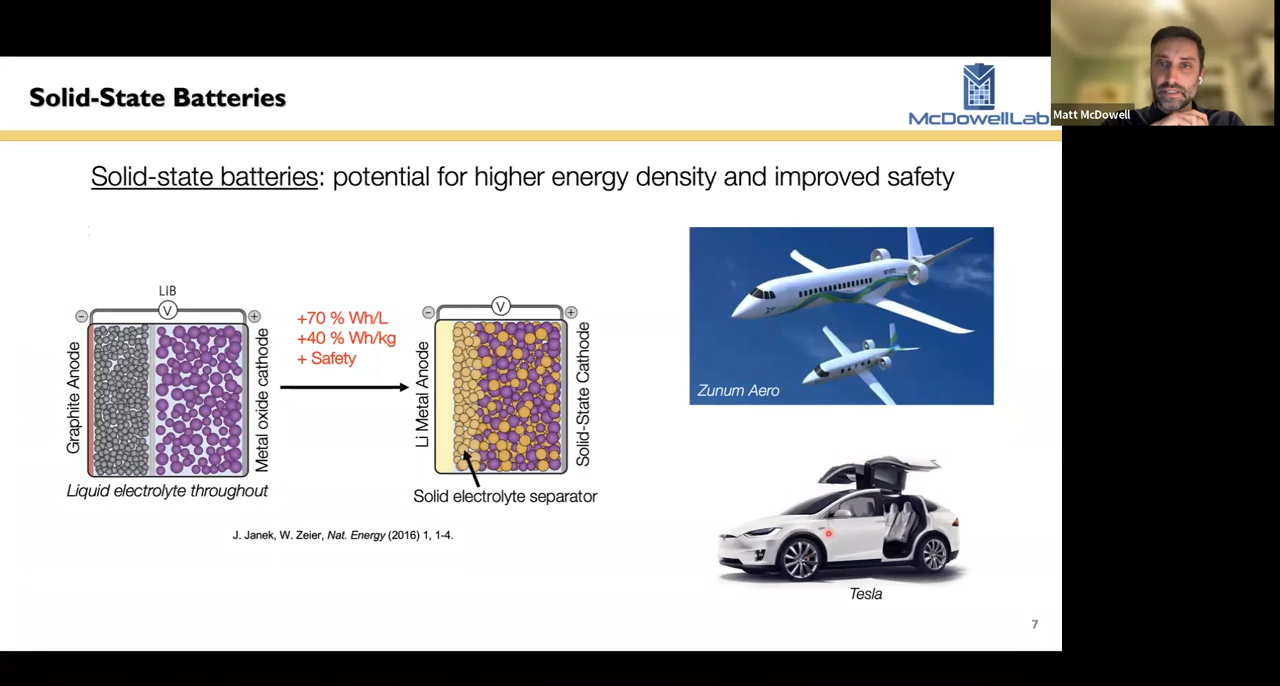 Solid-State Batteries
McDowellLab
Matt McDowell
Solid-state batteries: potential for higher energy density and improved safety
LIB
V
−
+
Graphite Anode
Metal oxide cathode
Liquid electrolyte throughout
+70 % Wh/L
+40 % Wh/kg
+ Safety
V
−
+
Li Metal Anode
Solid-State Cathode
Solid electrolyte separator
J. Janek, W. Zeier, Nat. Energy (2016) 1, 1-4.
Zunum Aero
Tesla
7